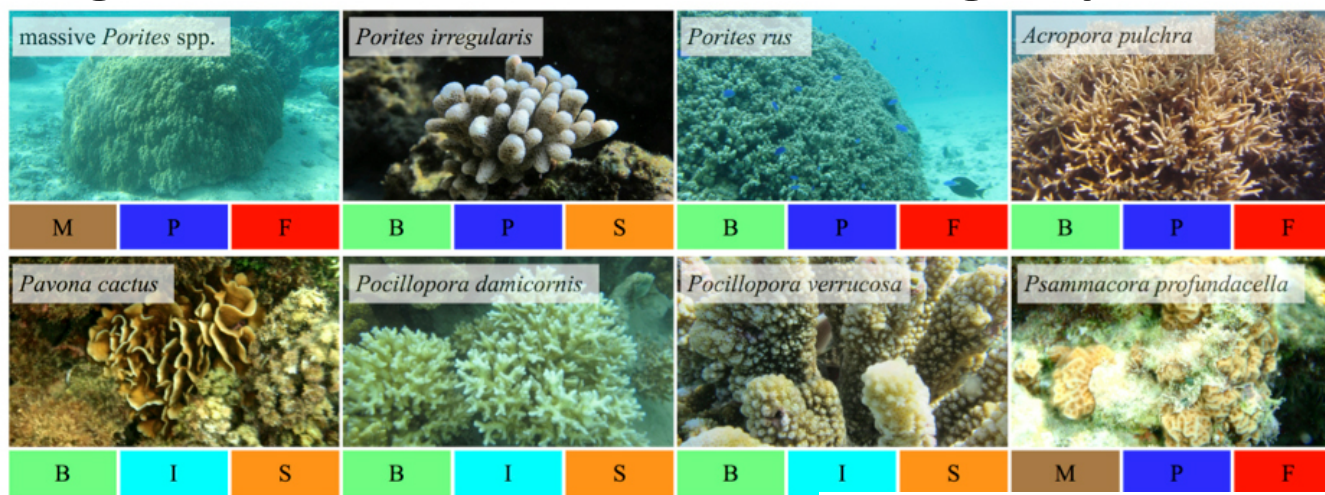 massive Porites spp.
Porites irregularis
Porites rus
Acropora pulchra
M P F
B P S
B P F
B P F
Pavona cactus
Pocillopora damicornis
Pocillopora verrucosa
Psammacora profundacella
B I S
B I S
B I S
M P F